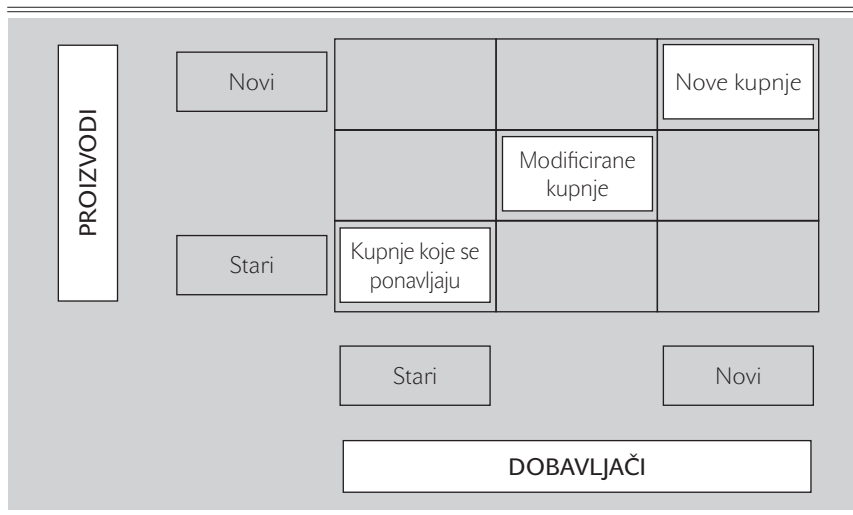 PROIZVODI
Novi
Nove kupnje
Modificirane
kupnje
Stari
Kupnje koje se
ponavljaju
Stari
Novi
DOBAVLJAČI